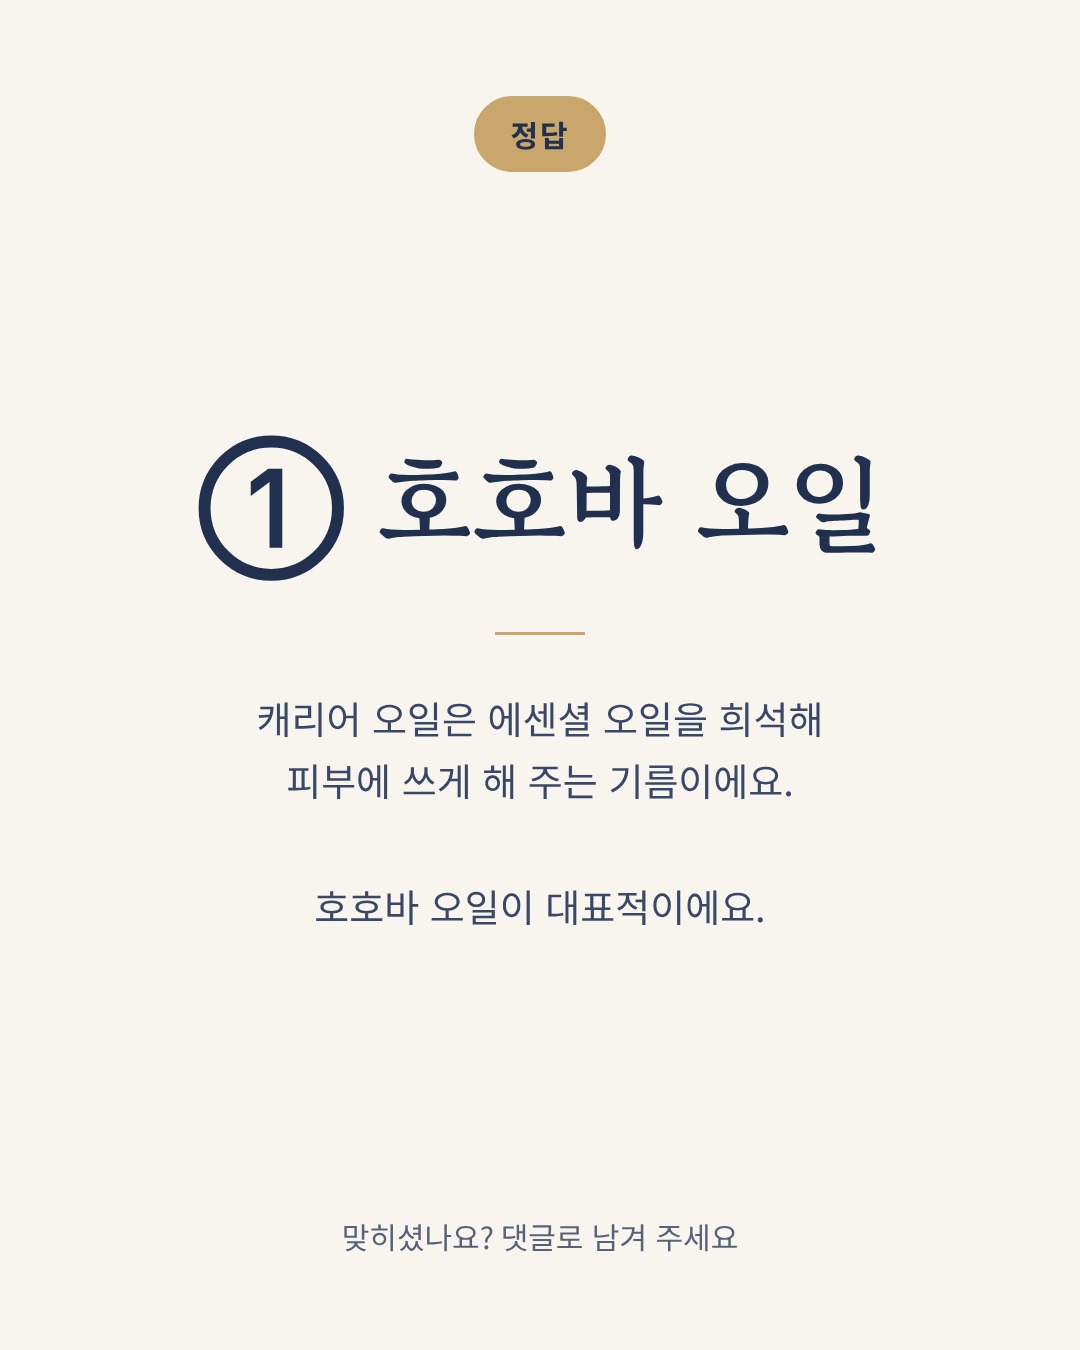 정답
① 호호바 오일
캐리어 오일은 에센셜 오일을 희석해
피부에 쓰게 해 주는 기름이에요.
호호바 오일이 대표적이에요.
맞히셨나요? 댓글로 남겨 주세요